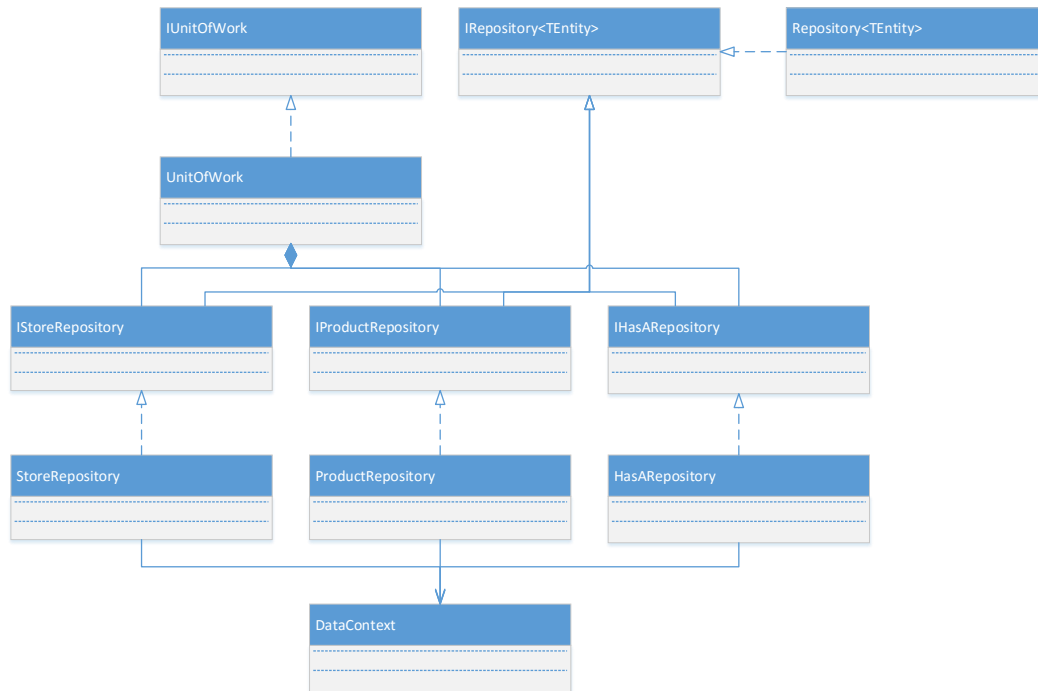 IUnitOfWork
IRepository<TEntity>
Repository<TEntity>
UnitOfWork
IStoreRepository
IProductRepository
IHasARepository
StoreRepository
ProductRepository
HasARepository
DataContext